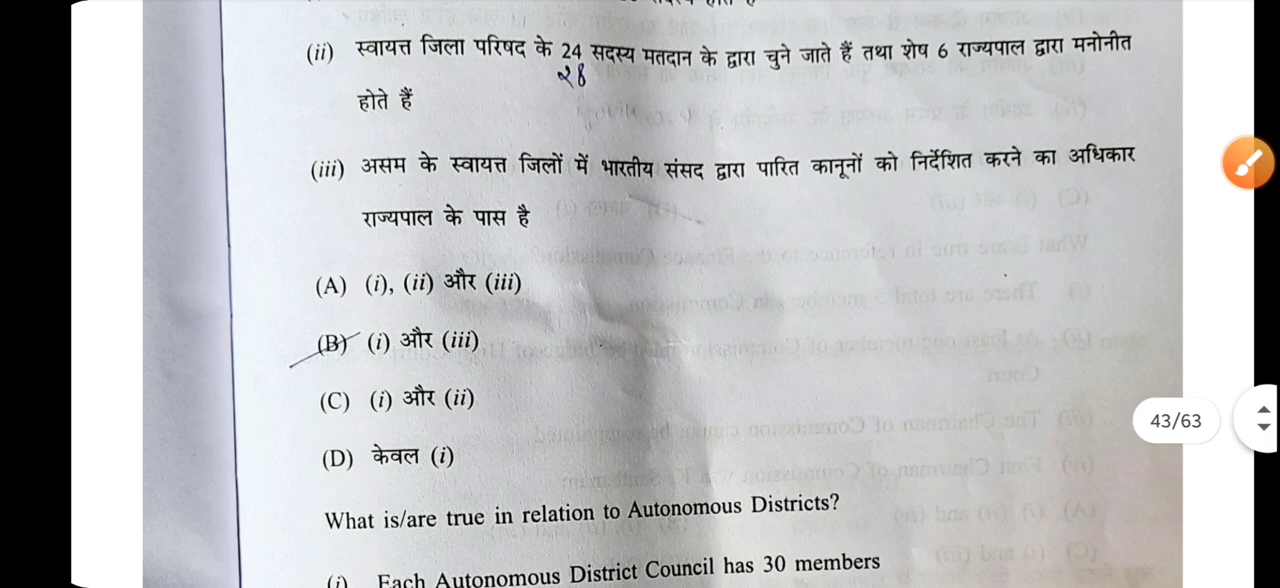 (ii) स्वायत्त जिला परिषद के 24 सदस्य मतदान के द्वारा चुने जाते हैं तथा शेष 6 राज्यपाल द्वारा मनोनीत
28
होते हैं
(iii) असम के स्वायत्त जिलों में भारतीय संसद द्वारा पारित कानूनों को निर्देशित करने का अधिकार
राज्यपाल के पास है
(A) (i), (ii) और (iii)
(B) (i) और (iii)
(C) (i) और (ii)
43/63
(D) केवल (i)
What is/are true in relation to Autonomous Districts?
(i) Each Autonomous District Council has 30 members